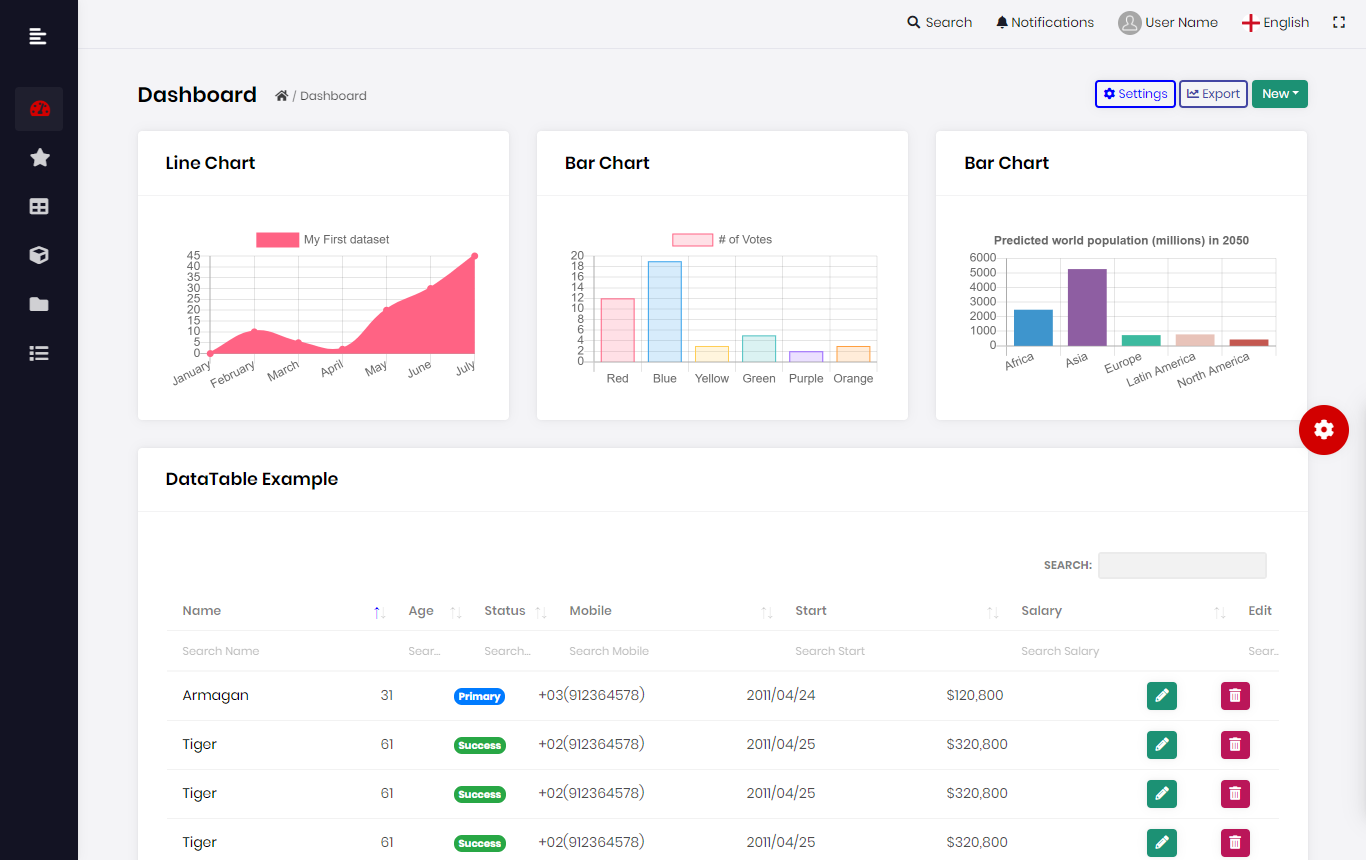 Search Notifications User Name English
Dashboard / Dashboard Settings Export New
Line Chart
My First dataset
45
40
35
30
25
20
15
10
5
0
January February March April May June July
Bar Chart
# of Votes
20
18
16
14
12
10
8
6
4
2
0
Red Blue Yellow Green Purple Orange
Bar Chart
Predicted world population (millions) in 2050
6000
5000
4000
3000
2000
1000
0
Africa Asia Europe Latin America North America
DataTable Example
SEARCH:
Name Age Status Mobile Start Salary Edit
Search Name Sear... Search... Search Mobile Search Start Search Salary Sear...
Armagan 31 Primary +03(912364578) 2011/04/24 $120,800
Tiger 61 Success +02(912364578) 2011/04/25 $320,800
Tiger 61 Success +02(912364578) 2011/04/25 $320,800
Tiger 61 Success +02(912364578) 2011/04/25 $320,800